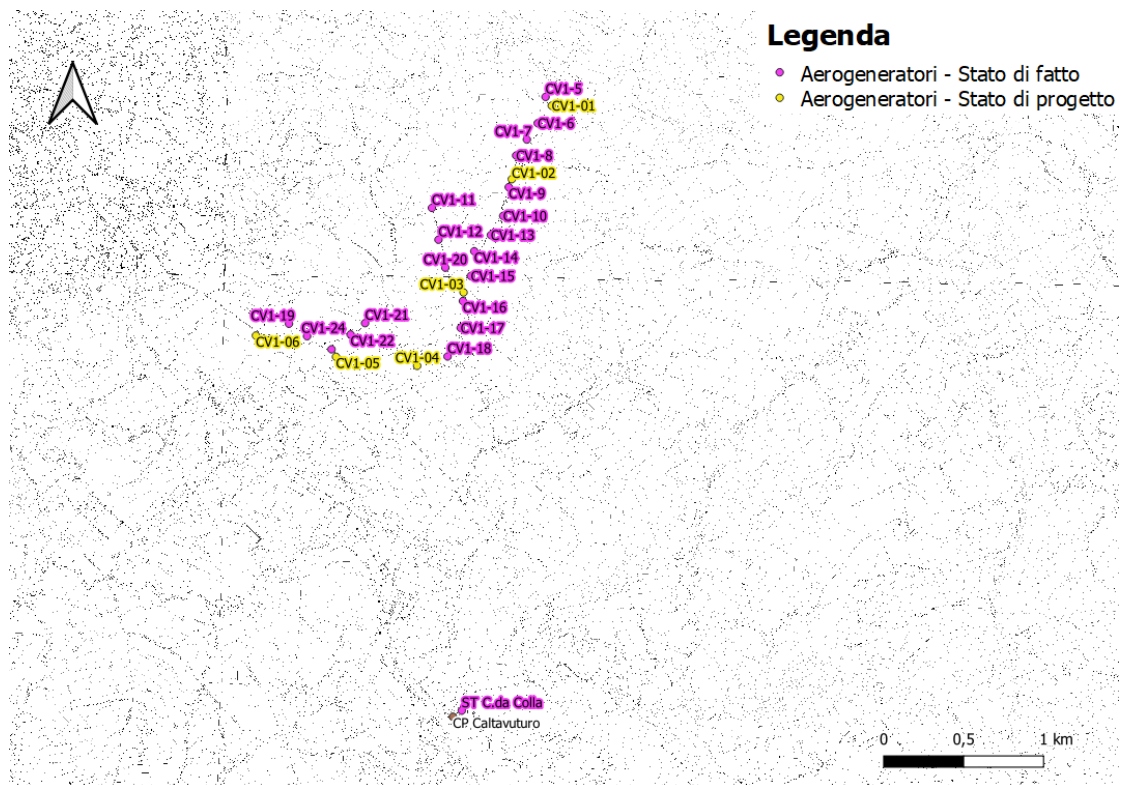 Legenda
Aerogeneratori - Stato di fatto
Aerogeneratori - Stato di progetto
CV1-5
CV1-01
CV1-6
CV1-7
CV1-8
CV1-02
CV1-9
CV1-11
CV1-10
CV1-12
CV1-13
CV1-14
CV1-20
CV1-15
CV1-03
CV1-16
CV1-19
CV1-21
CV1-24
CV1-17
CV1-06
CV1-22
CV1-18
CV1-04
CV1-05
ST C.da Colla
CP Caltavuturo
0 0,5 1 km